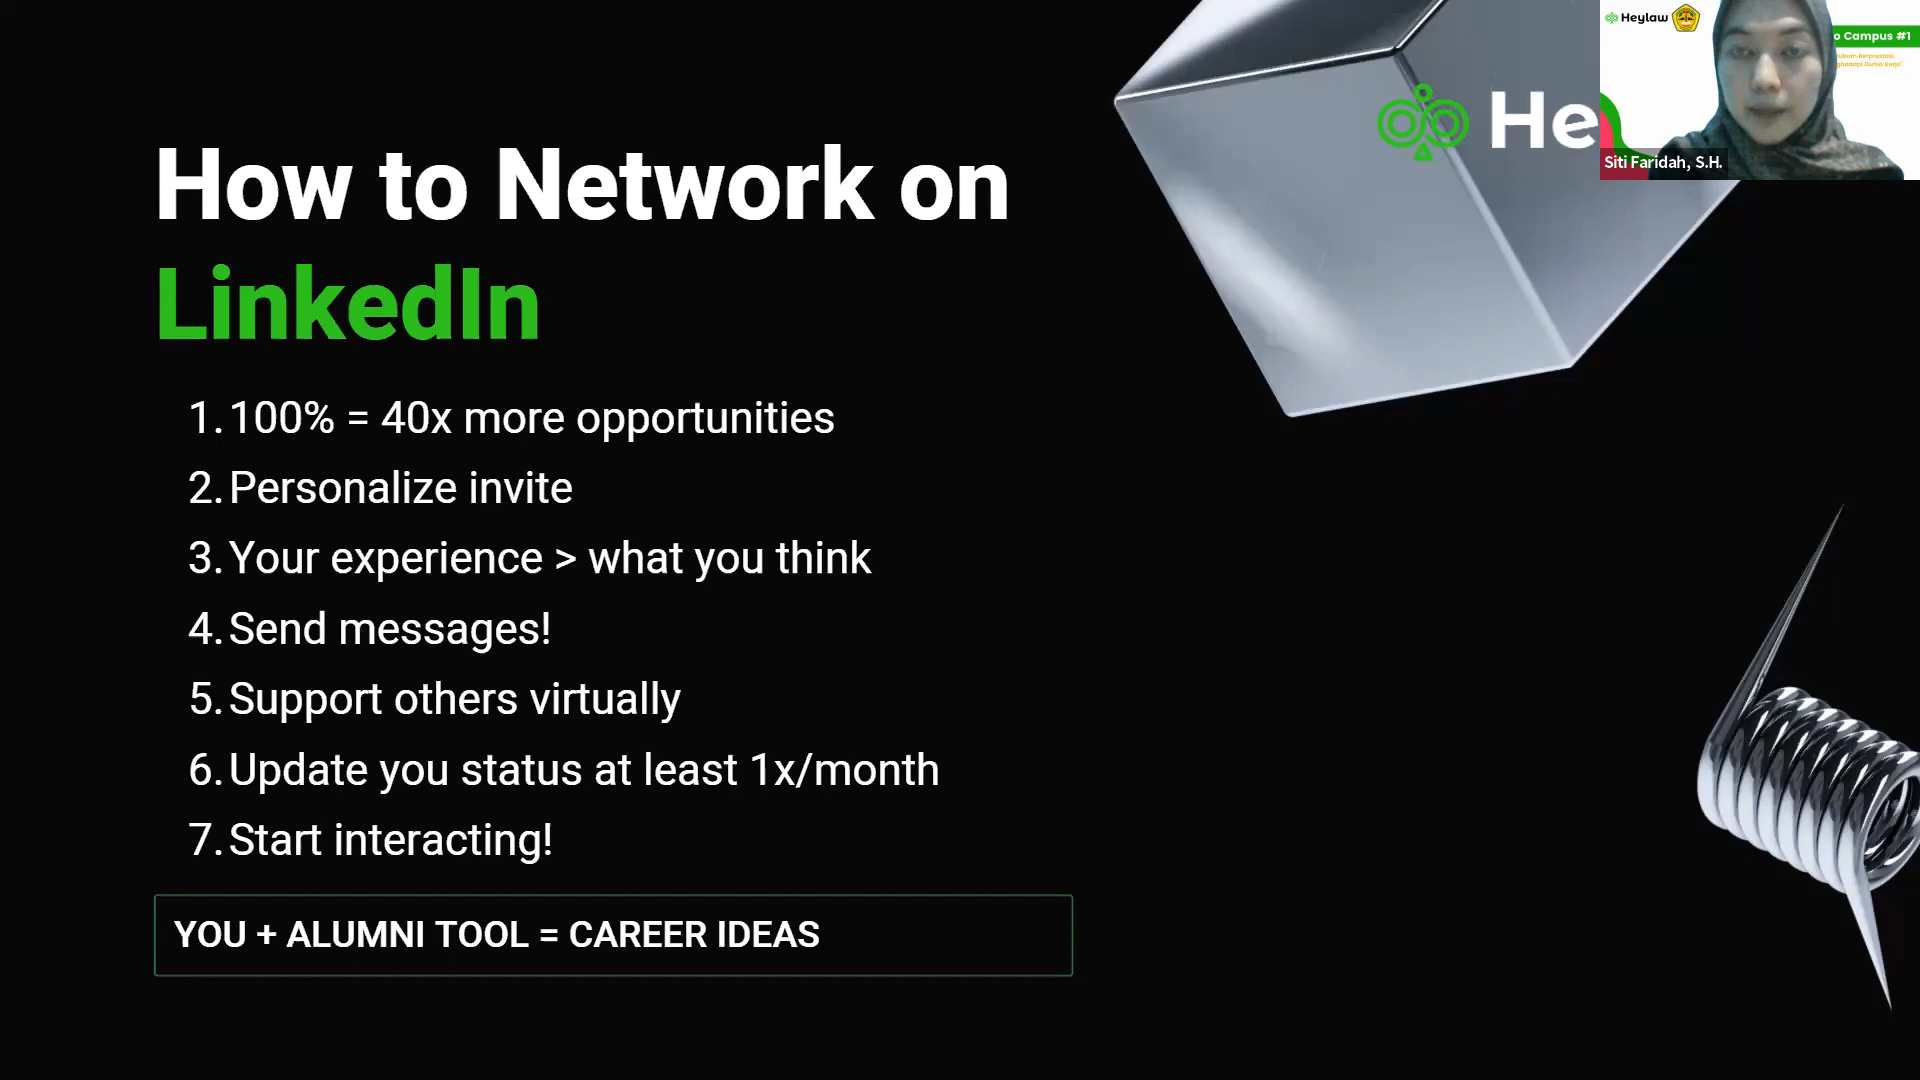 How to Network on
LinkedIn
1. 100% = 40x more opportunities
2. Personalize invite
3. Your experience > what you think
4. Send messages!
5. Support others virtually
6. Update you status at least 1x/month
7. Start interacting!
YOU + ALUMNI TOOL = CAREER IDEAS
He
Heylaw
o Campus #1
Siti Faridah, S.H.